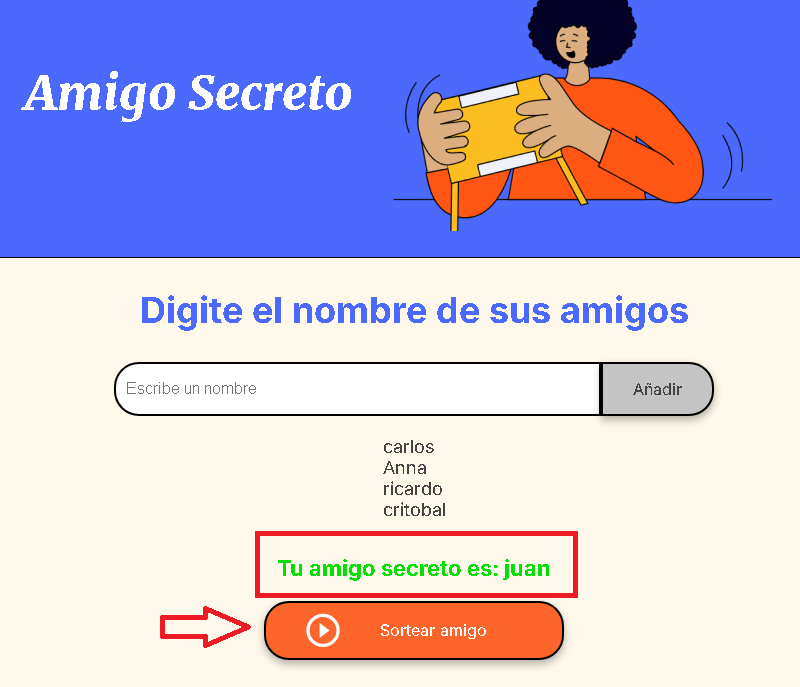 Amigo Secreto
Digite el nombre de sus amigos
Escribe un nombre
Añadir
carlos
Anna
ricardo
critobal
Tu amigo secreto es: juan
Sortear amigo